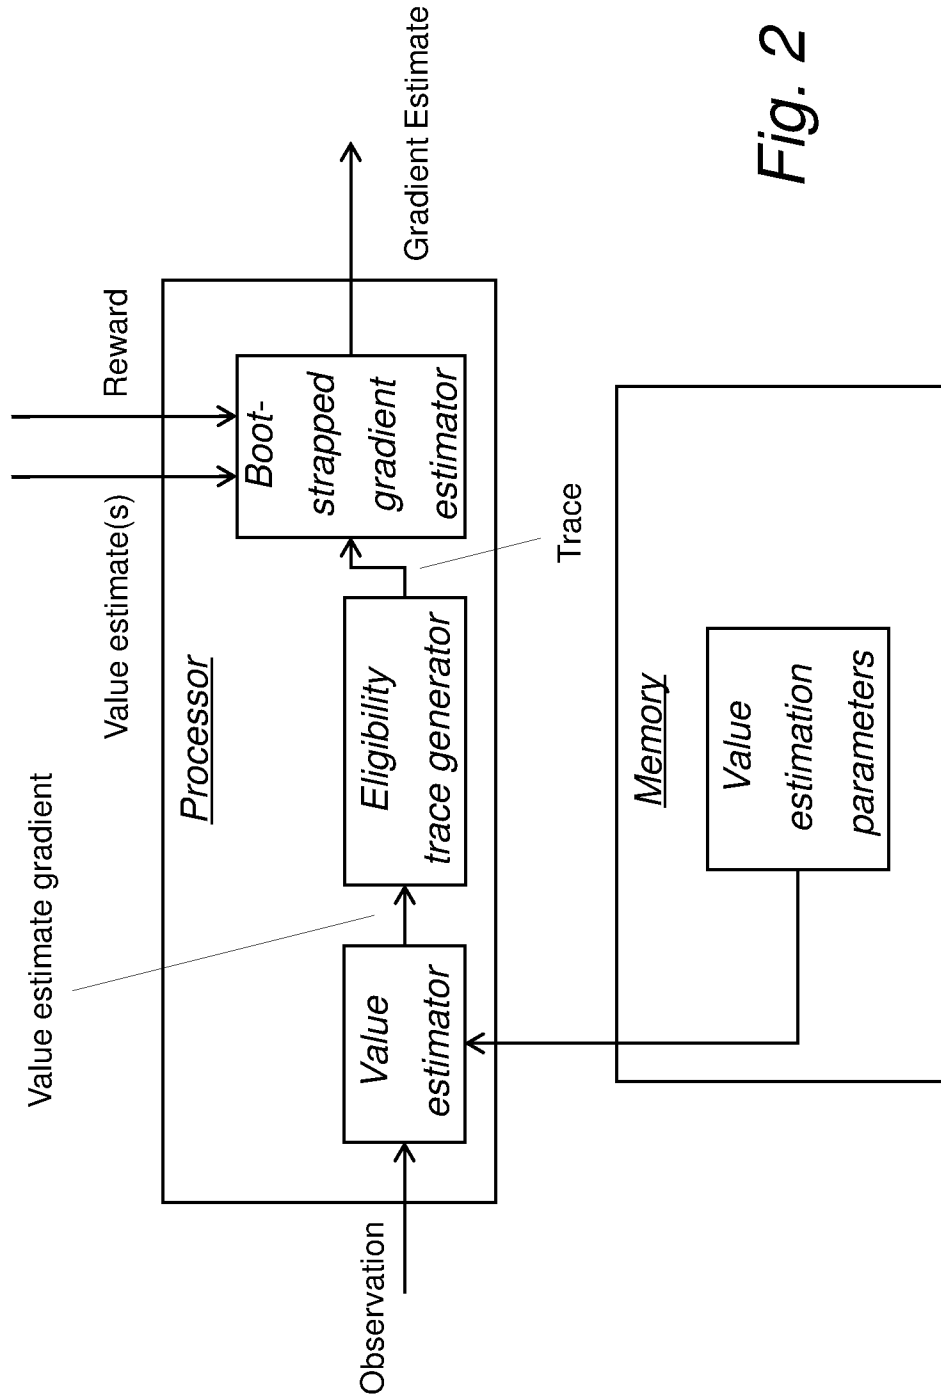 Value estimate gradient
Value estimate(s)
Reward
Processor
Observation
Value
estimator
Eligibility
trace generator
Boot-
strapped
gradient
estimator
Gradient Estimate
Trace
Memory
Value
estimation
parameters
Fig. 2